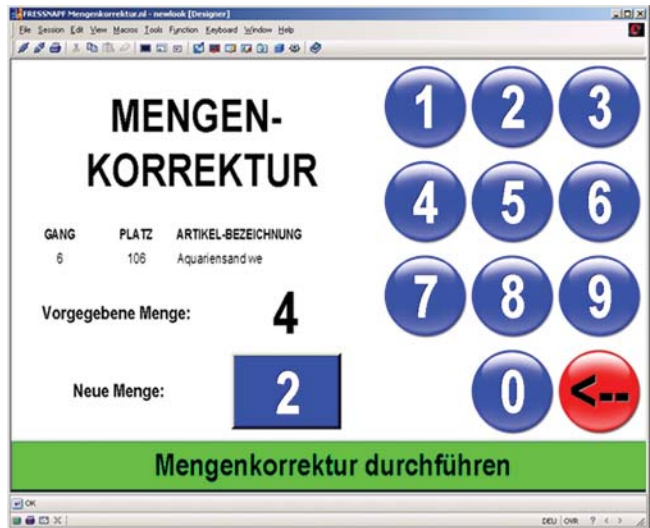 FRESSNAPF Mengenkorrektur.nl - newlook [Designer]
File Session Edit View Macros Tools Function Keyboard Window Help
MENGEN-
KORREKTUR
1 2 3
4 5 6
7 8 9
0 <--
GANG PLATZ ARTIKEL-BEZEICHNUNG
6 106 Aquariensand we
Vorgegebene Menge: 4
Neue Menge: 2
Mengenkorrektur durchführen
OK
DEU OVR ? < >